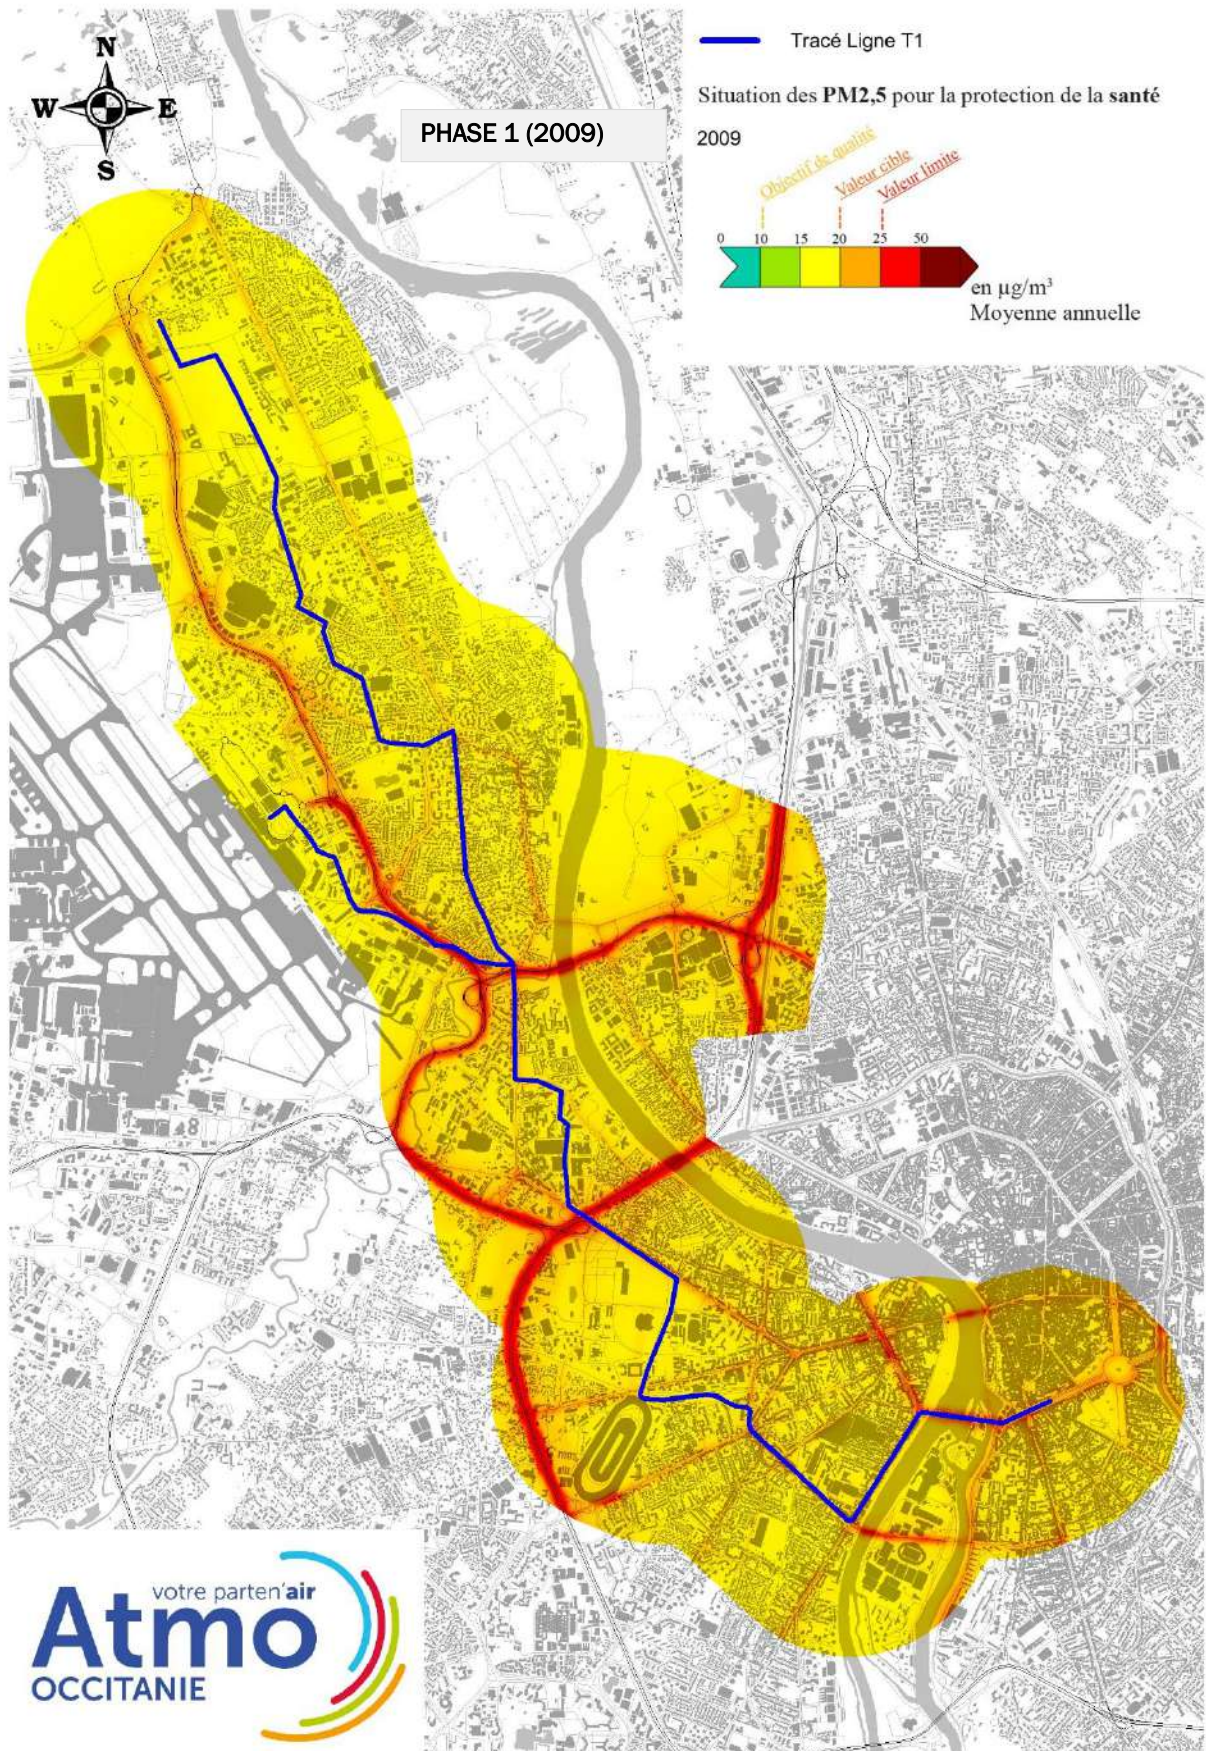 N
W E
S
PHASE 1 (2009)
Tracé Ligne T1
Situation des PM2,5 pour la protection de la santé
2009
Objectif de qualité
Valeur cible
Valeur limite
0 10 15 20 25 50
en µg/m³
Moyenne annuelle
votre parten'air
Atmo
OCCITANIE